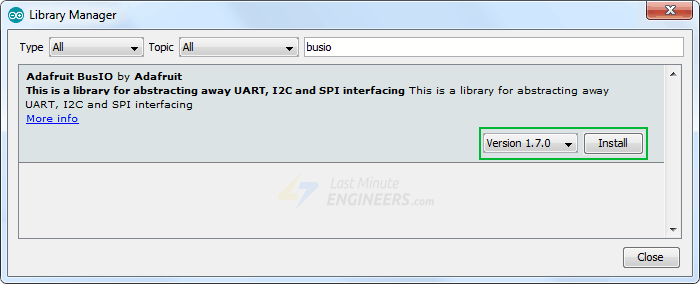 Library Manager
Type All Topic All busio
Adafruit BusIO by Adafruit
This is a library for abstracting away UART, I2C and SPI interfacing This is a library for abstracting away
UART, I2C and SPI interfacing
More info
Version 1.7.0 Install
Last Minute
ENGINEERS.com
Close